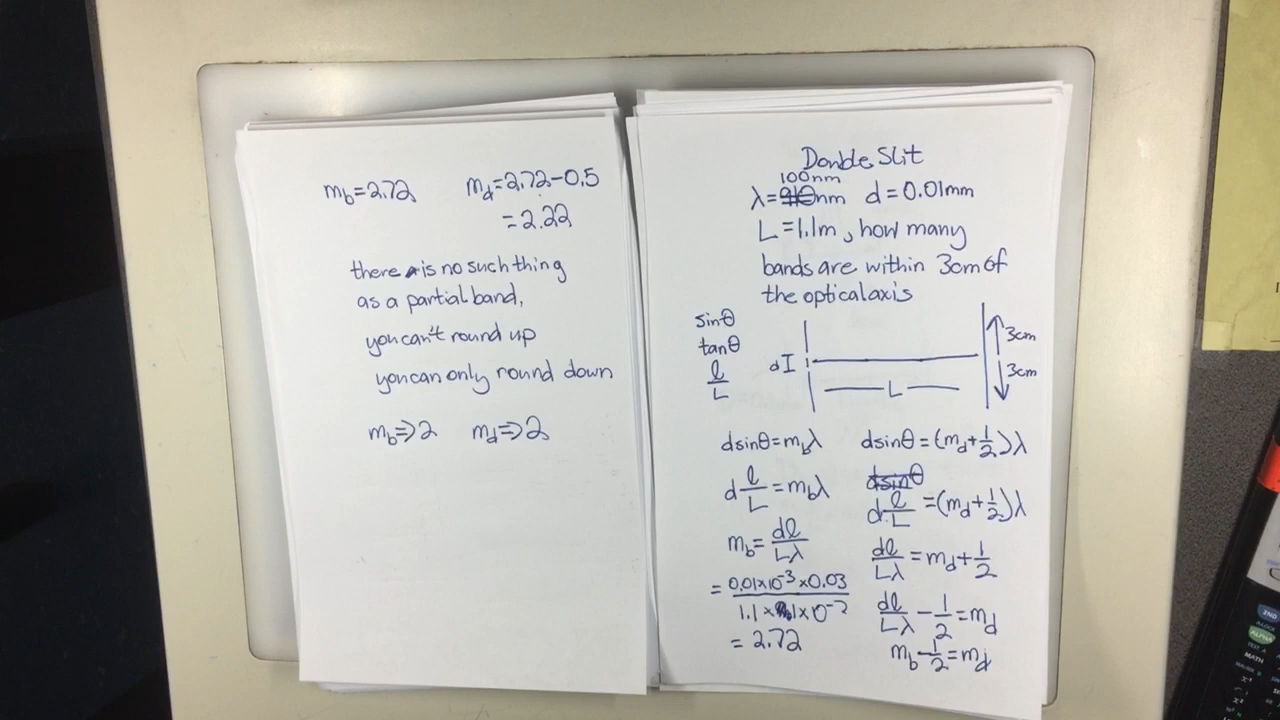 m_b=2.72 m_d=2.72-0.5
=2.22
there is no such thing
as a partial band,
you can't round up
you can only round down
m_b⇒2 m_d⇒2
Double Slit
100nm
λ= nm d=0.01mm
L=1.1m, how many
bands are within 3cm of
the optical axis
sinθ
tanθ
l/L
d
L
3cm
3cm
dsinθ=m_bλ
d l/L=m_bλ
m_b=dl/Lλ
=0.01×10⁻³×0.03/1.1×1×10⁻⁷
=2.72
dsinθ=(m_d+1/2)λ
dsinθ
d l/L=(m_d+1/2)λ
dl/Lλ=m_d+1/2
dl/Lλ-1/2=m_d
m_b-1/2=m_d
2ND
ALPHA
MATH